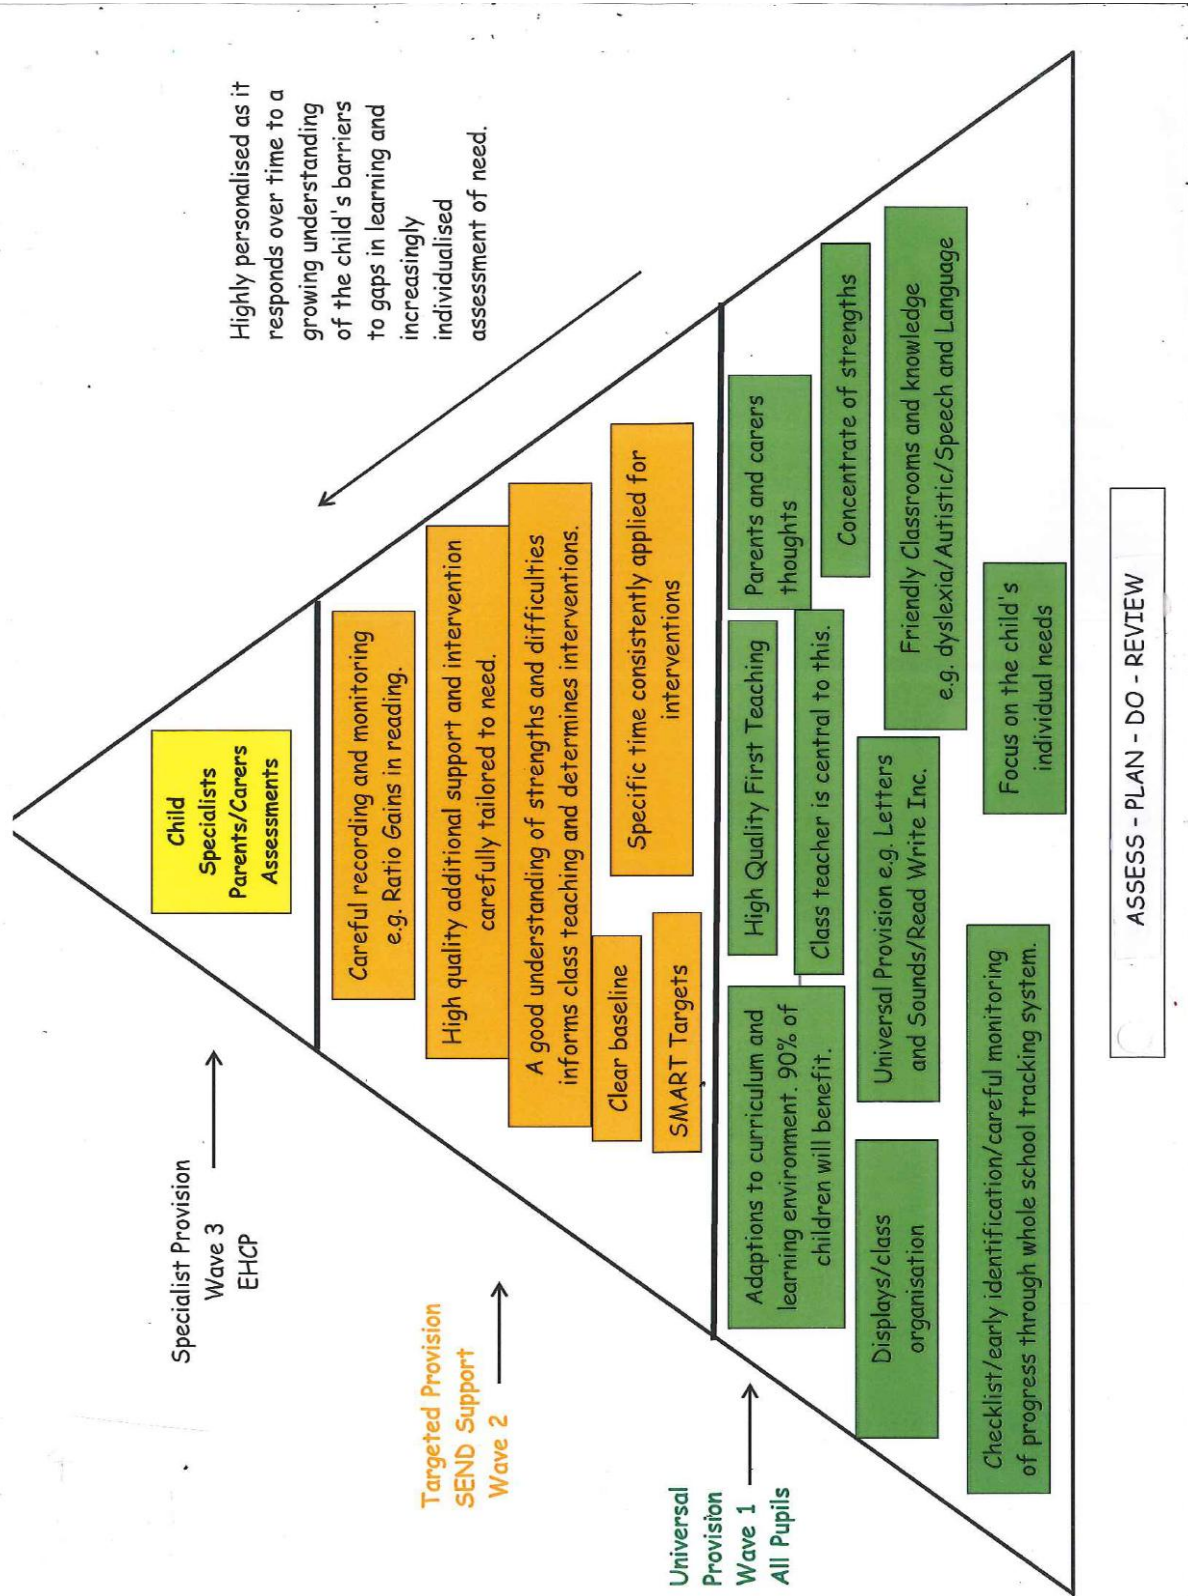 Specialist Provision
Wave 3
EHCP
Child
Specialists
Parents/Carers
Assessments
Highly personalised as it
responds over time to a
growing understanding
of the child's barriers
to gaps in learning and
increasingly
individualised
assessment of need.
Targeted Provision
SEND Support
Wave 2
Careful recording and monitoring
e.g. Ratio Gains in reading.
High quality additional support and intervention
carefully tailored to need.
A good understanding of strengths and difficulties
informs class teaching and determines interventions.
Clear baseline
SMART Targets
Specific time consistently applied for
interventions
Universal
Provision
Wave 1
All Pupils
Adaptions to curriculum and
learning environment. 90% of
children will benefit.
High Quality First Teaching
Class teacher is central to this.
Parents and carers
thoughts
Concentrate of strengths
Displays/class
organisation
Universal Provision e.g. Letters
and Sounds/Read Write Inc.
Friendly Classrooms and knowledge
e.g. dyslexia/Autistic/Speech and Language
Checklist/early identification/careful monitoring
of progress through whole school tracking system.
Focus on the child's
individual needs
ASSESS - PLAN - DO - REVIEW